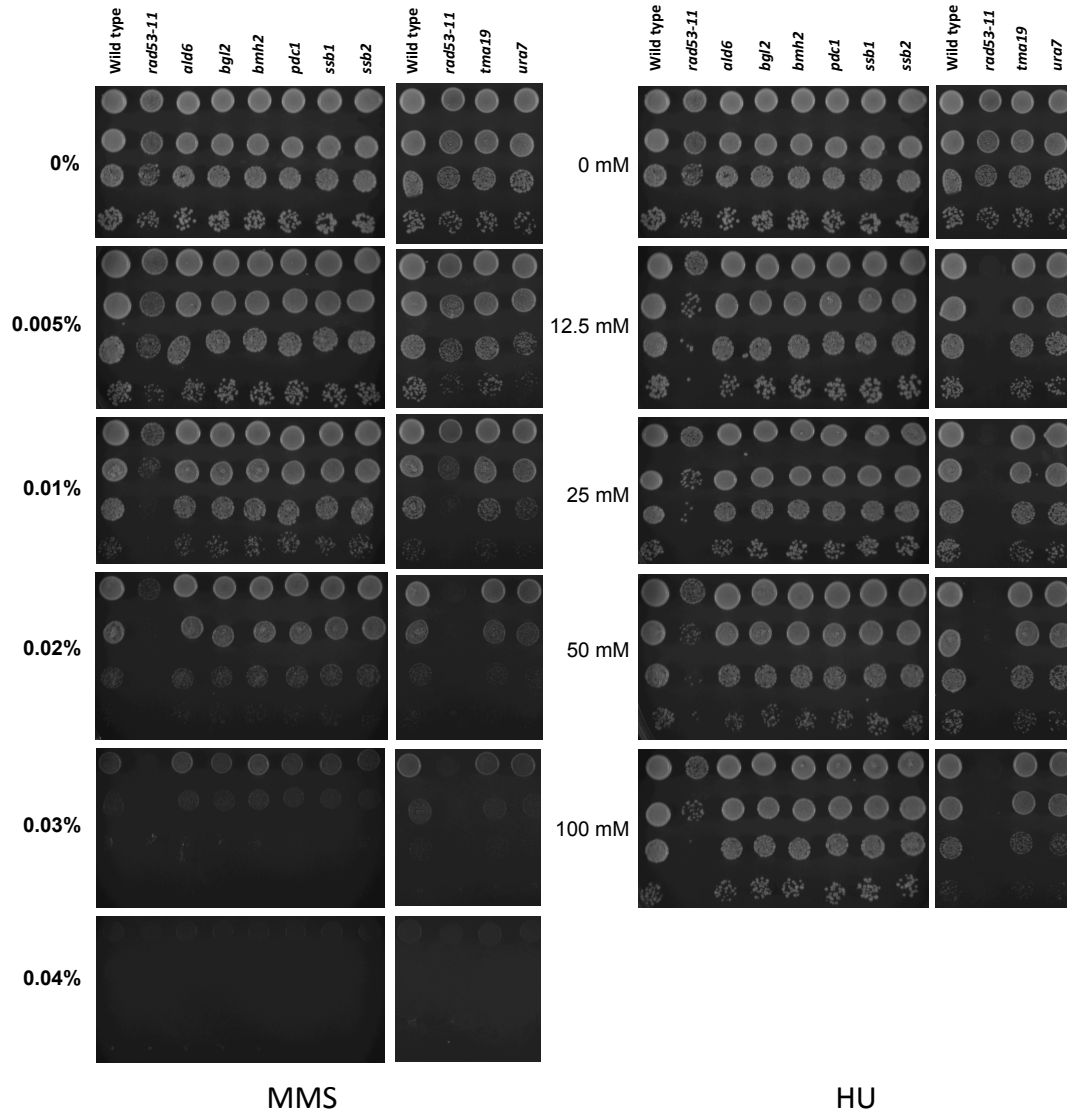 Wild type
rad53-11
ald6
bgl2
bmh2
pdc1
ssb1
ssb2
Wild type
rad53-11
tma19
ura7
0%
0.005%
0.01%
0.02%
0.03%
0.04%
MMS
Wild type
rad53-11
ald6
bgl2
bmh2
pdc1
ssb1
ssb2
Wild type
rad53-11
tma19
ura7
0 mM
12.5 mM
25 mM
50 mM
100 mM
HU